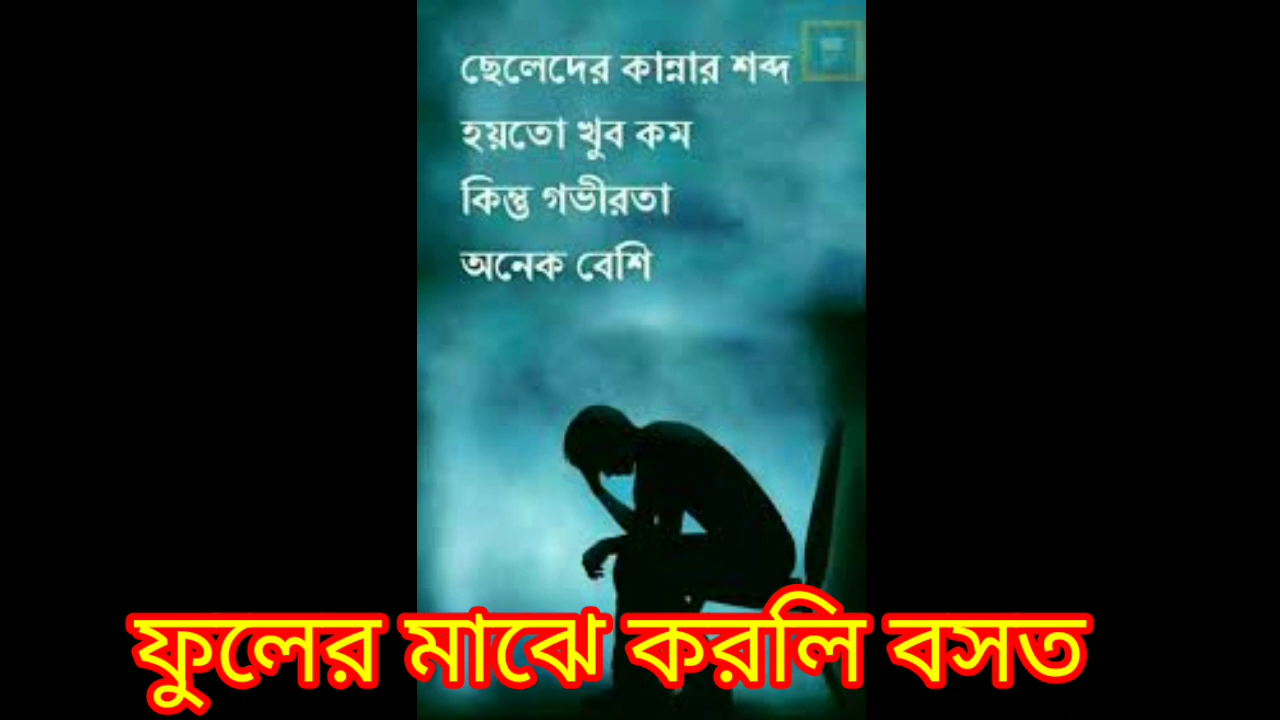 ছেলেদের কান্নার শব্দ
হয়তো খুব কম
কিন্তু গভীরতা
অনেক বেশি
ফুলের মাঝে করলি বসত